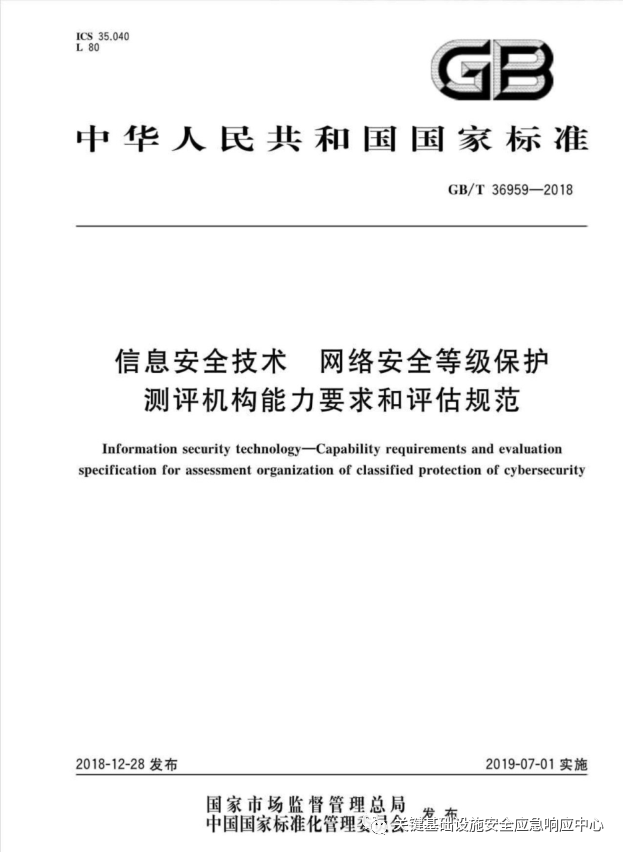 ICS 35.040
L 80
GB
中华人民共和国国家标准
GB/T 36959—2018
信息安全技术 网络安全等级保护
测评机构能力要求和评估规范
Information security technology—Capability requirements and evaluation
specification for assessment organization of classified protection of cybersecurity
2018-12-28 发布
2019-07-01 实施
国家市场监督管理总局
中国国家标准化管理委员会
发布
关键基础设施安全应急响应中心